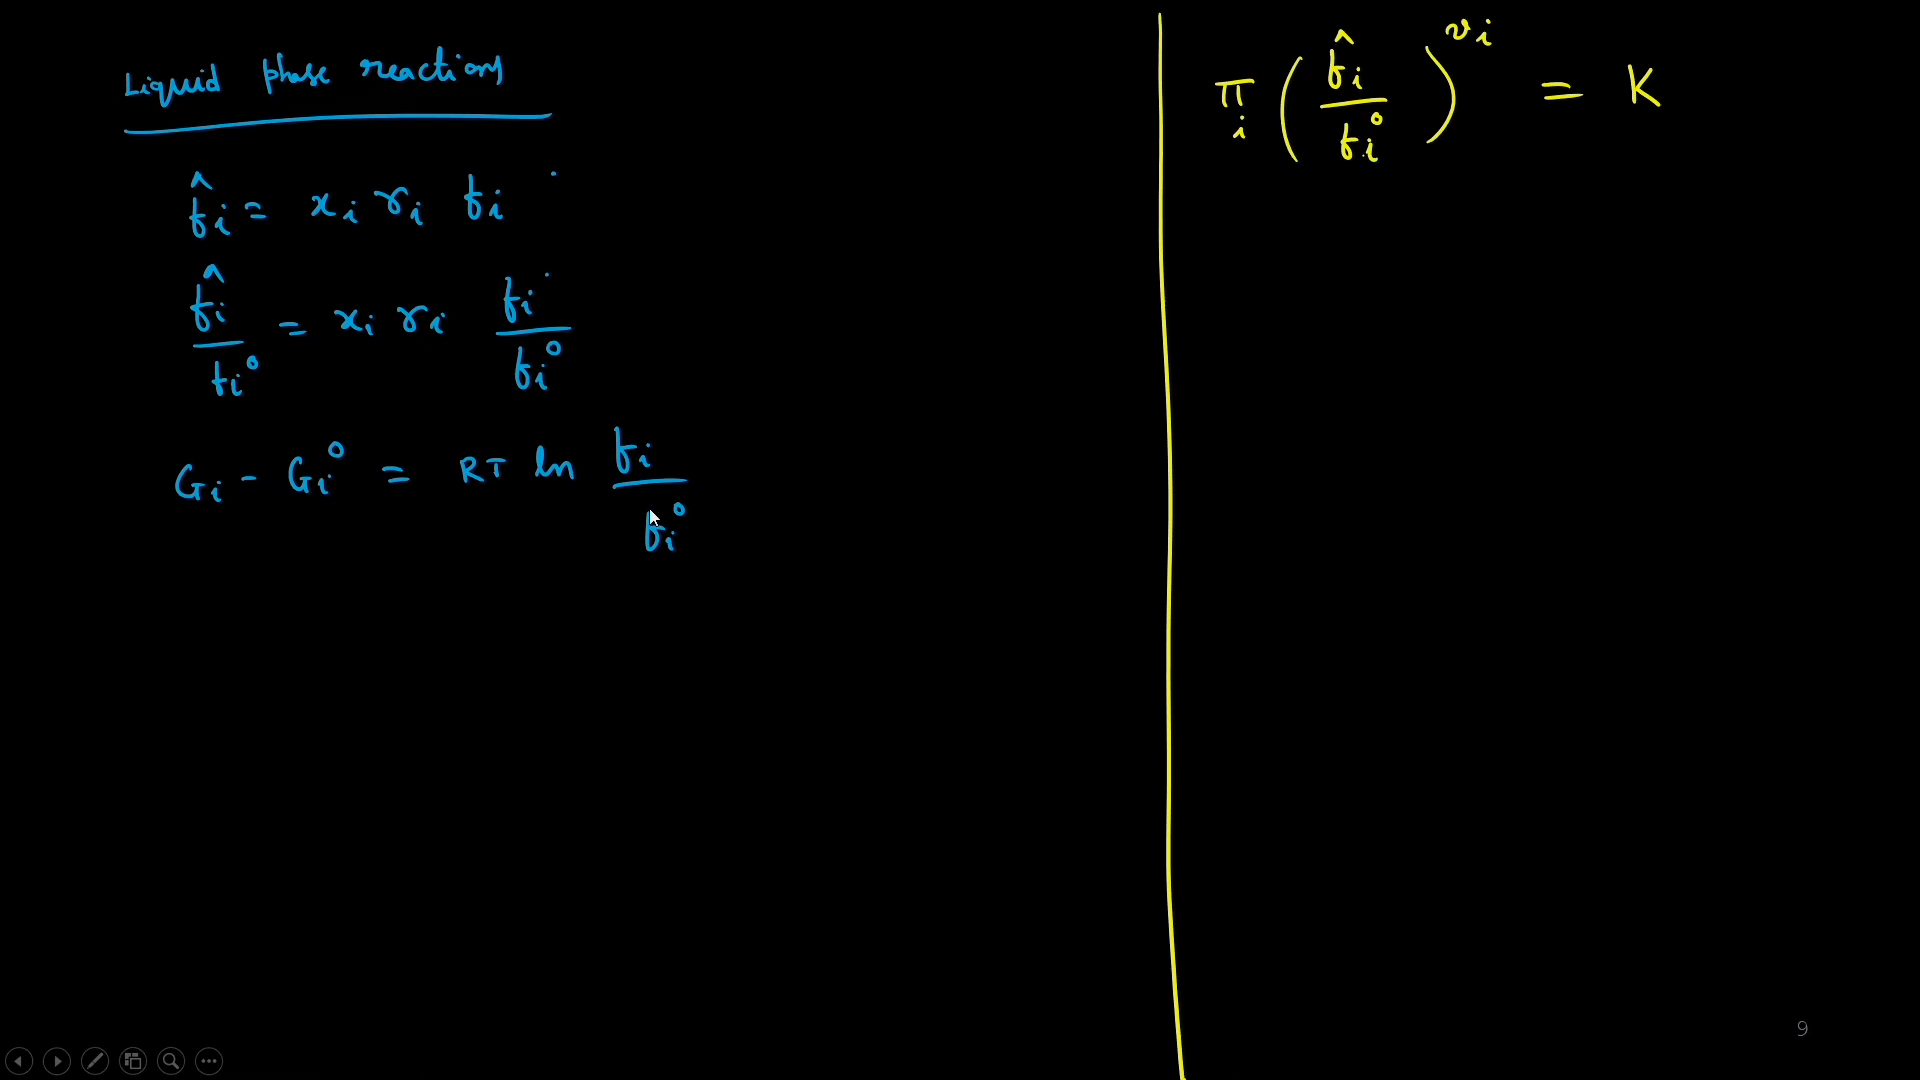 Liquid phase reactions
f̂i = xi γi fi
f̂i / fi° = xi γi fi / fi°
Gi - Gi° = RT ln fi / fi°
π i ( f̂i / fi° )^νi = K
9